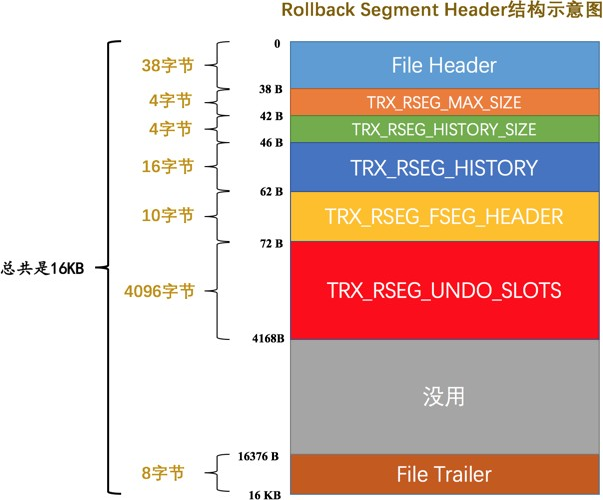 Rollback Segment Header结构示意图
0
38字节
File Header
38 B
4字节
TRX_RSEG_MAX_SIZE
42 B
4字节
TRX_RSEG_HISTORY_SIZE
46 B
16字节
TRX_RSEG_HISTORY
62 B
10字节
TRX_RSEG_FSEG_HEADER
72 B
总共是16KB
4096字节
TRX_RSEG_UNDO_SLOTS
4168B
没用
16376 B
8字节
File Trailer
16 KB